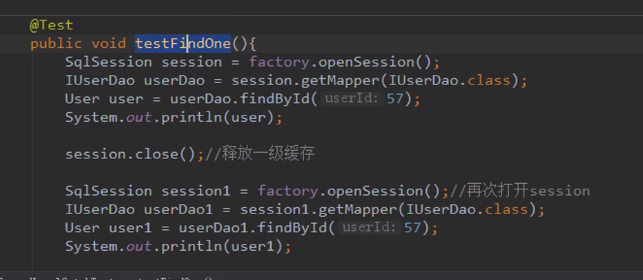 @Test
public void testFindOne(){
SqlSession session = factory.openSession();
IUserDao userDao = session.getMapper(IUserDao.class);
User user = userDao.findById( userId: 57);
System.out.println(user);
session.close();//释放一级缓存
SqlSession session1 = factory.openSession();//再次打开session
IUserDao userDao1 = session1.getMapper(IUserDao.class);
User user1 = userDao1.findById( userId: 57);
System.out.println(user1);